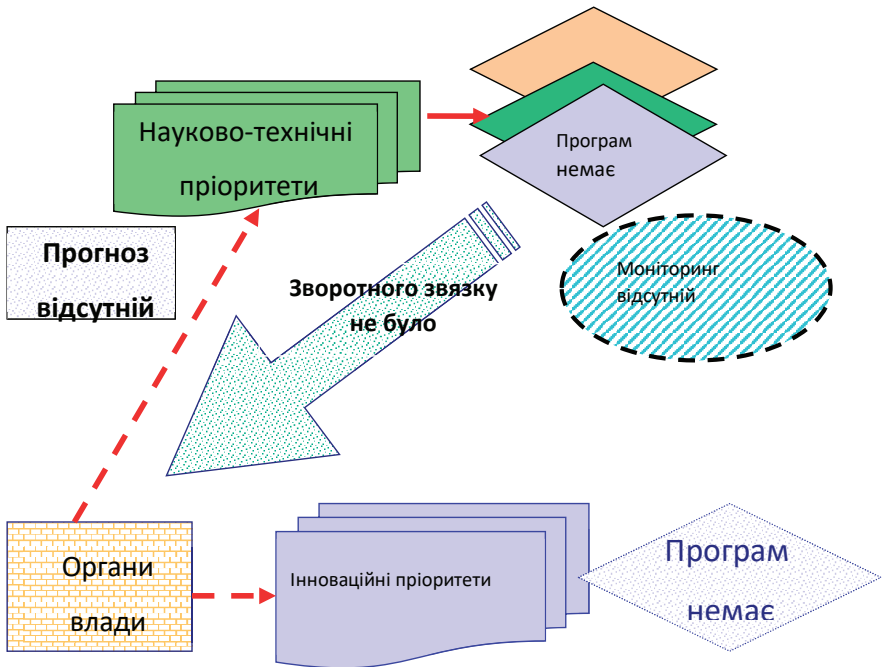 Науково-технічні
пріоритети
Програм
немає
Прогноз
відсутній
Зворотного звязку
не було
Моніторинг
відсутній
Органи
влади
Інноваційні пріоритети
Програм
немає